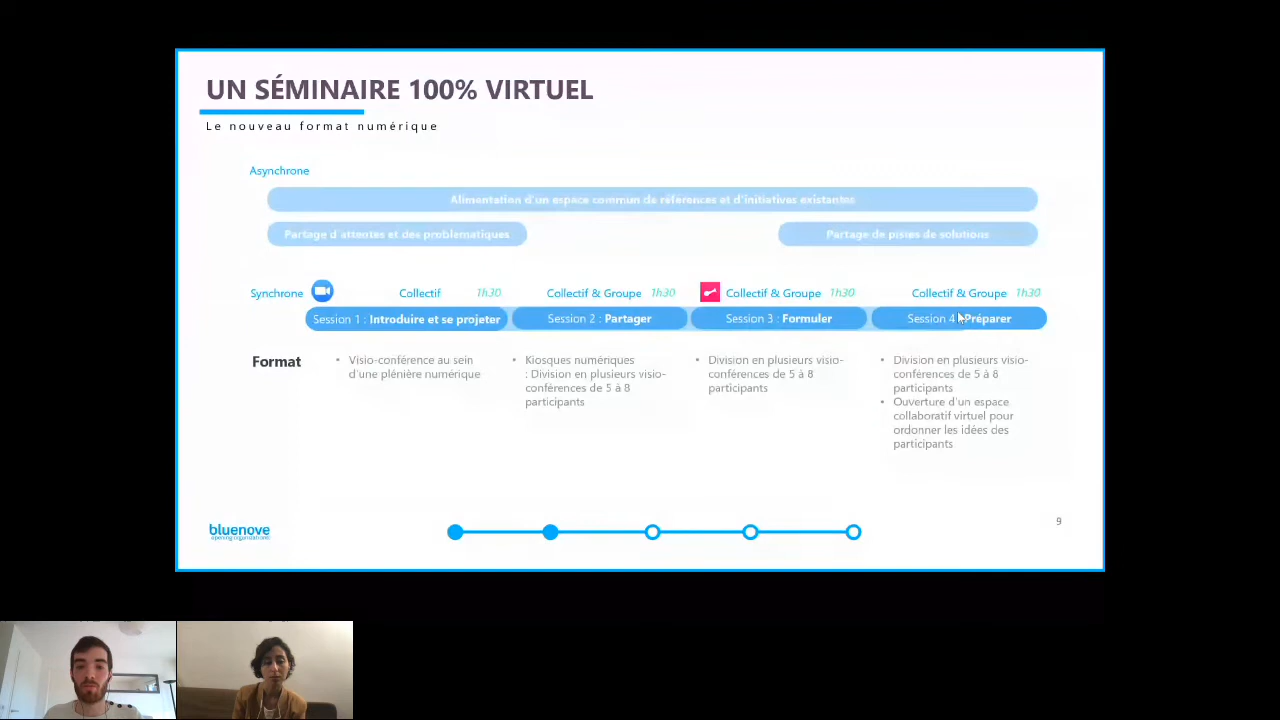 UN SÉMINAIRE 100% VIRTUEL
Le nouveau format numérique
Asynchrone
Alimentation d'un espace commun de références et d'initiatives existantes
Partage d'attentes et des problématiques
Partage de pistes de solutions
Synchrone
Collectif 1h30
Collectif & Groupe 1h30
Collectif & Groupe 1h30
Collectif & Groupe 1h30
Session 1 : Introduire et se projeter
Session 2 : Partager
Session 3 : Formuler
Session 4 : Préparer
Format
• Visio-conférence au sein
d'une plénière numérique
• Kiosques numériques
: Division en plusieurs visio-
conférences de 5 à 8
participants
• Division en plusieurs visio-
conférences de 5 à 8
participants
• Division en plusieurs visio-
conférences de 5 à 8
participants
• Ouverture d'un espace
collaboratif virtuel pour
ordonner les idées des
participants
bluenove
opening organizations
9